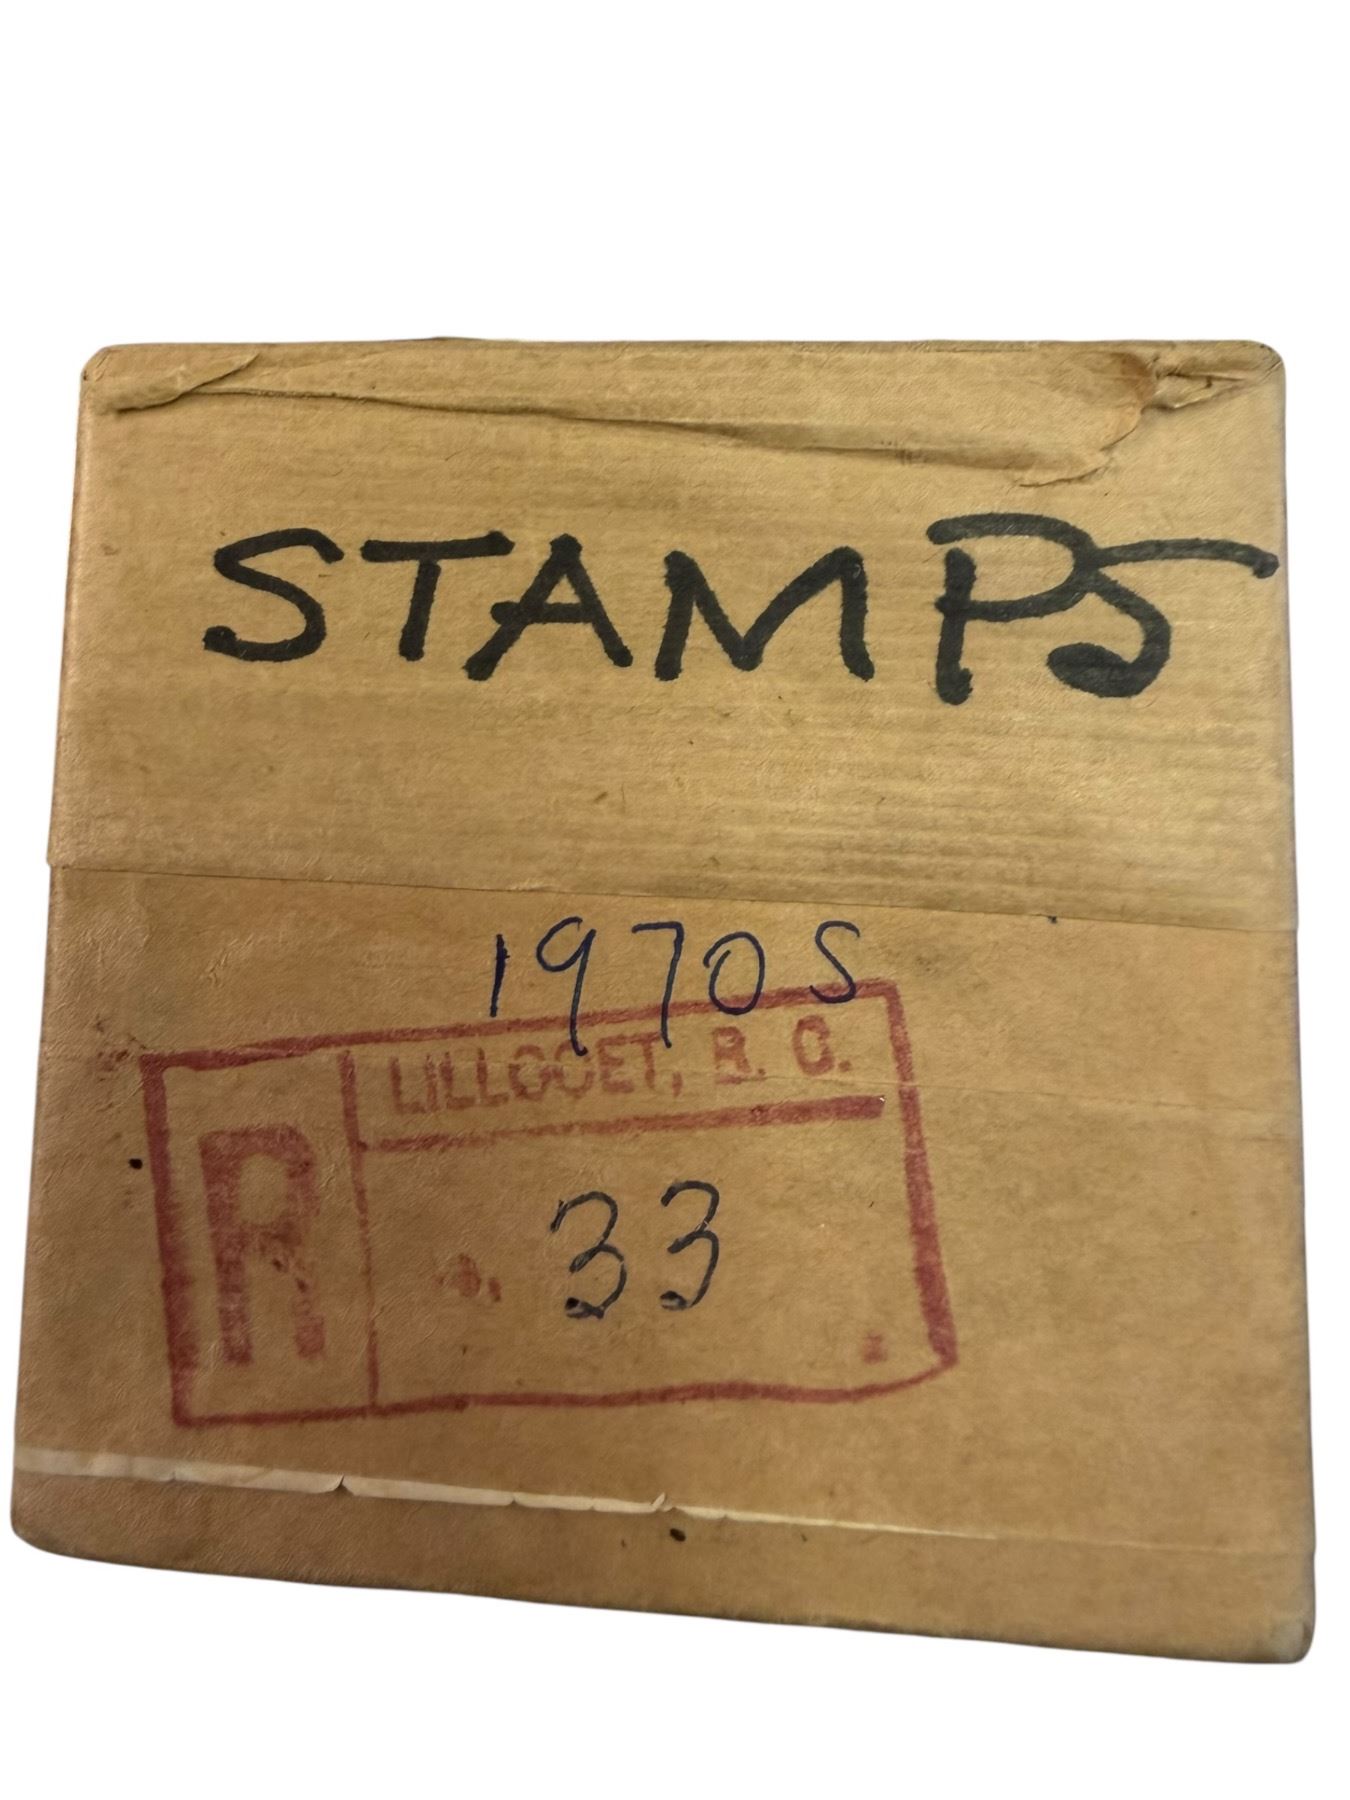 STAMPS
1970s
LILLOOET, B. C.
R
33